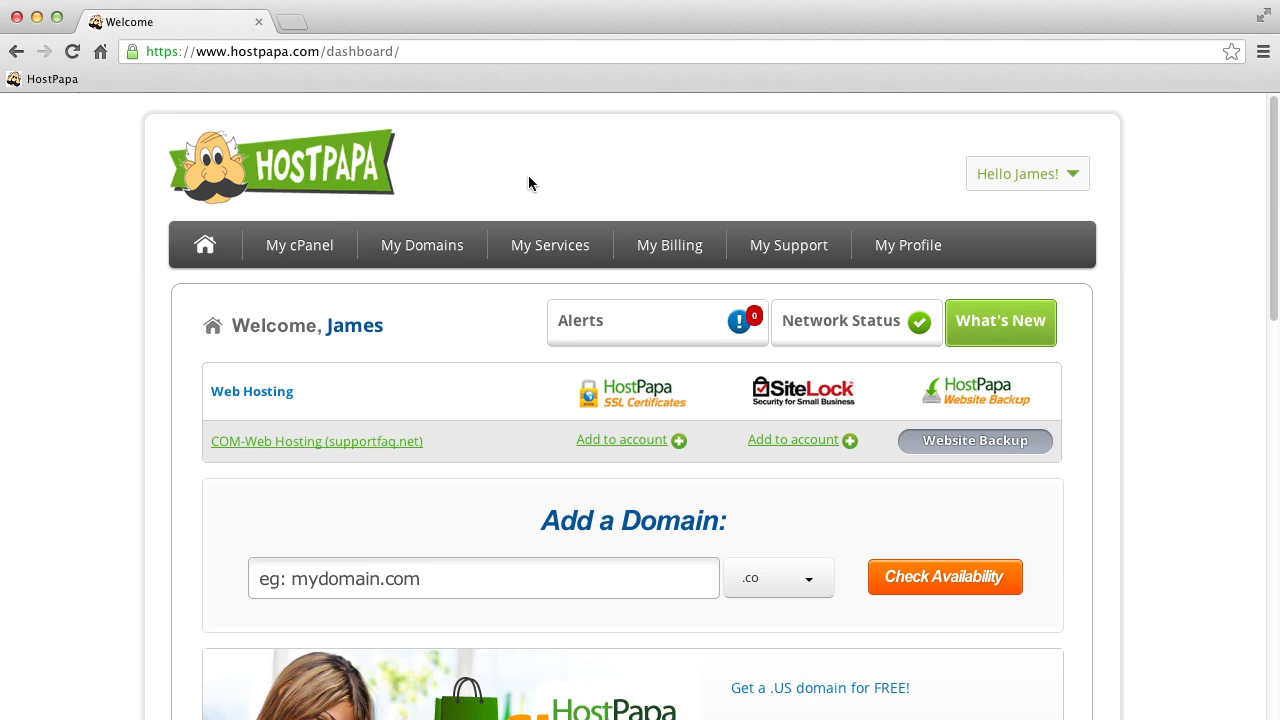 Welcome
https://www.hostpapa.com/dashboard/
HostPapa
HOSTPAPA
Hello James!
My cPanel
My Domains
My Services
My Billing
My Support
My Profile
Welcome, James
Alerts
0
Network Status
What's New
Web Hosting
HostPapa
SSL Certificates
SiteLock
Security for Small Business
HostPapa
Website Backup
COM-Web Hosting (supportfaq.net)
Add to account
Add to account
Website Backup
Add a Domain:
eg: mydomain.com
.co
Check Availability
HostPapa
Get a .US domain for FREE!